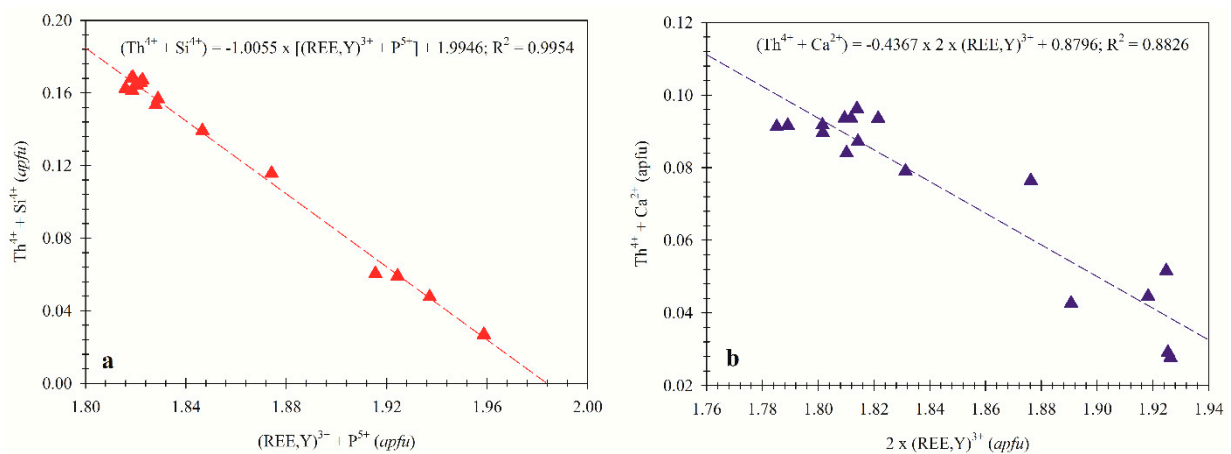 (Th⁴⁺ + Si⁴⁺) = -1.0055 x [(REE,Y)³⁺ + P⁵⁺] + 1.9946; R² = 0.9954
0.20
0.16
0.12
0.08
0.04
0.00
Th⁴⁺ + Si⁴⁺ (apfu)
a
1.80 1.84 1.88 1.92 1.96 2.00
(REE,Y)³⁺ + P⁵⁺ (apfu)
(Th⁴⁺ + Ca²⁺) = -0.4367 x 2 x (REE,Y)³⁺ + 0.8796; R² = 0.8826
0.12
0.10
0.08
0.06
0.04
0.02
Th⁴⁺ + Ca²⁺ (apfu)
b
1.76 1.78 1.80 1.82 1.84 1.86 1.88 1.90 1.92 1.94
2 x (REE,Y)³⁺ (apfu)